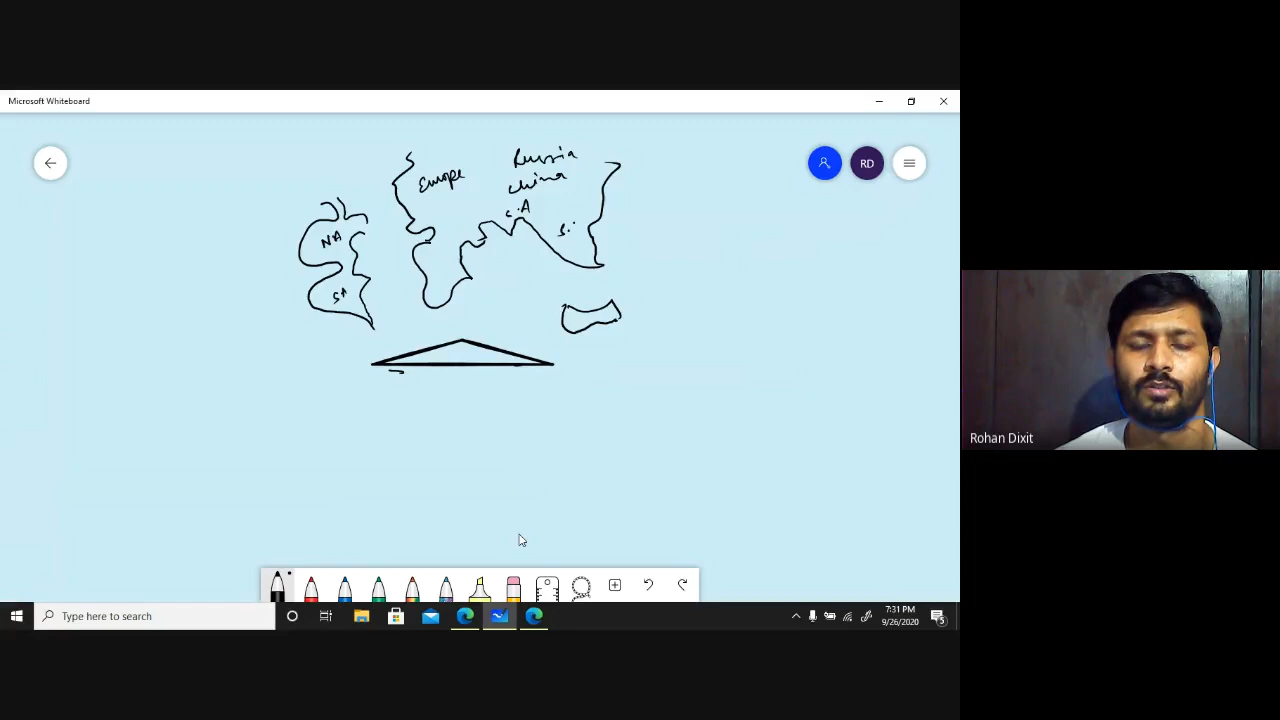 Microsoft Whiteboard
RD
Europe
Russia
China
S.A
S.
NA
SA
Rohan Dixit
Type here to search
7:31 PM
9/26/2020
5